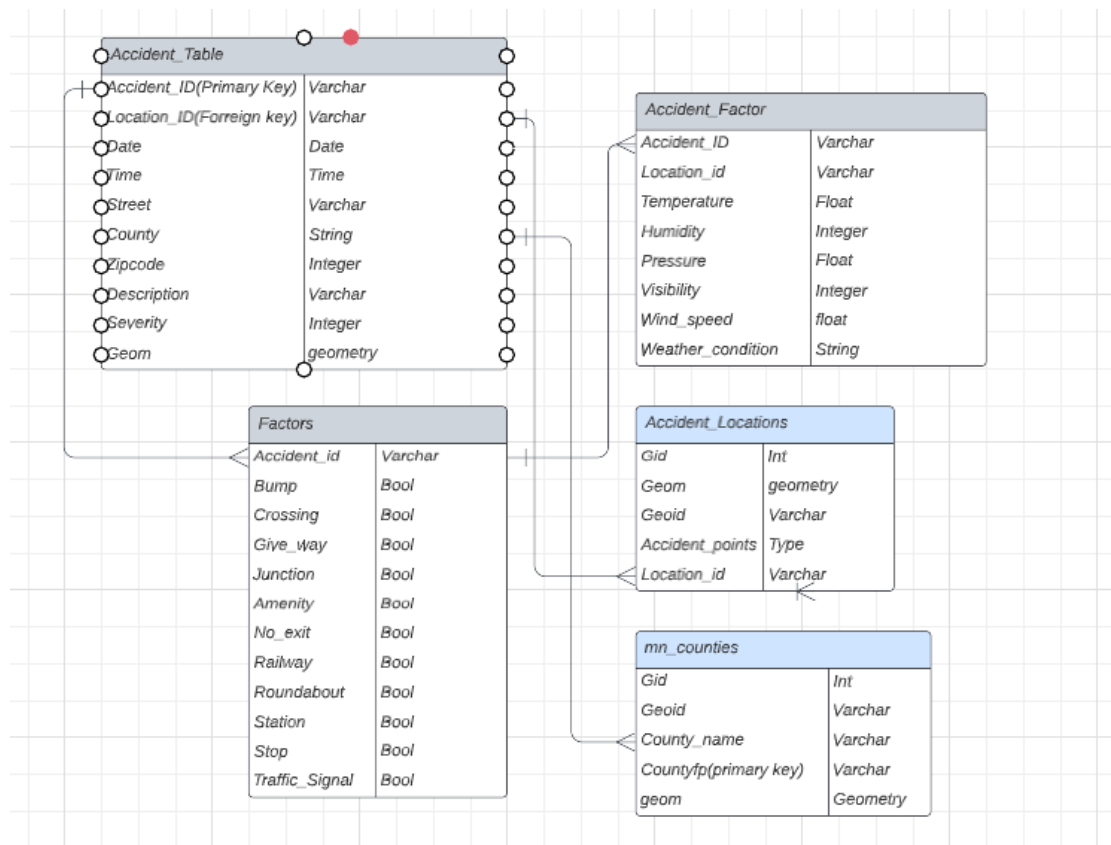 Accident_Table
Accident_ID(Primary Key) Varchar
Location_ID(Forreign key) Varchar
Date Date
Time Time
Street Varchar
County String
Zipcode Integer
Description Varchar
Severity Integer
Geom geometry
Accident_Factor
Accident_ID Varchar
Location_id Varchar
Temperature Float
Humidity Integer
Pressure Float
Visibility Integer
Wind_speed float
Weather_condition String
Factors
Accident_id Varchar
Bump Bool
Crossing Bool
Give_way Bool
Junction Bool
Amenity Bool
No_exit Bool
Railway Bool
Roundabout Bool
Station Bool
Stop Bool
Traffic_Signal Bool
Accident_Locations
Gid Int
Geom geometry
Geoid Varchar
Accident_points Type
Location_id Varchar
mn_counties
Gid Int
Geoid Varchar
County_name Varchar
Countyfp(primary key) Varchar
geom Geometry